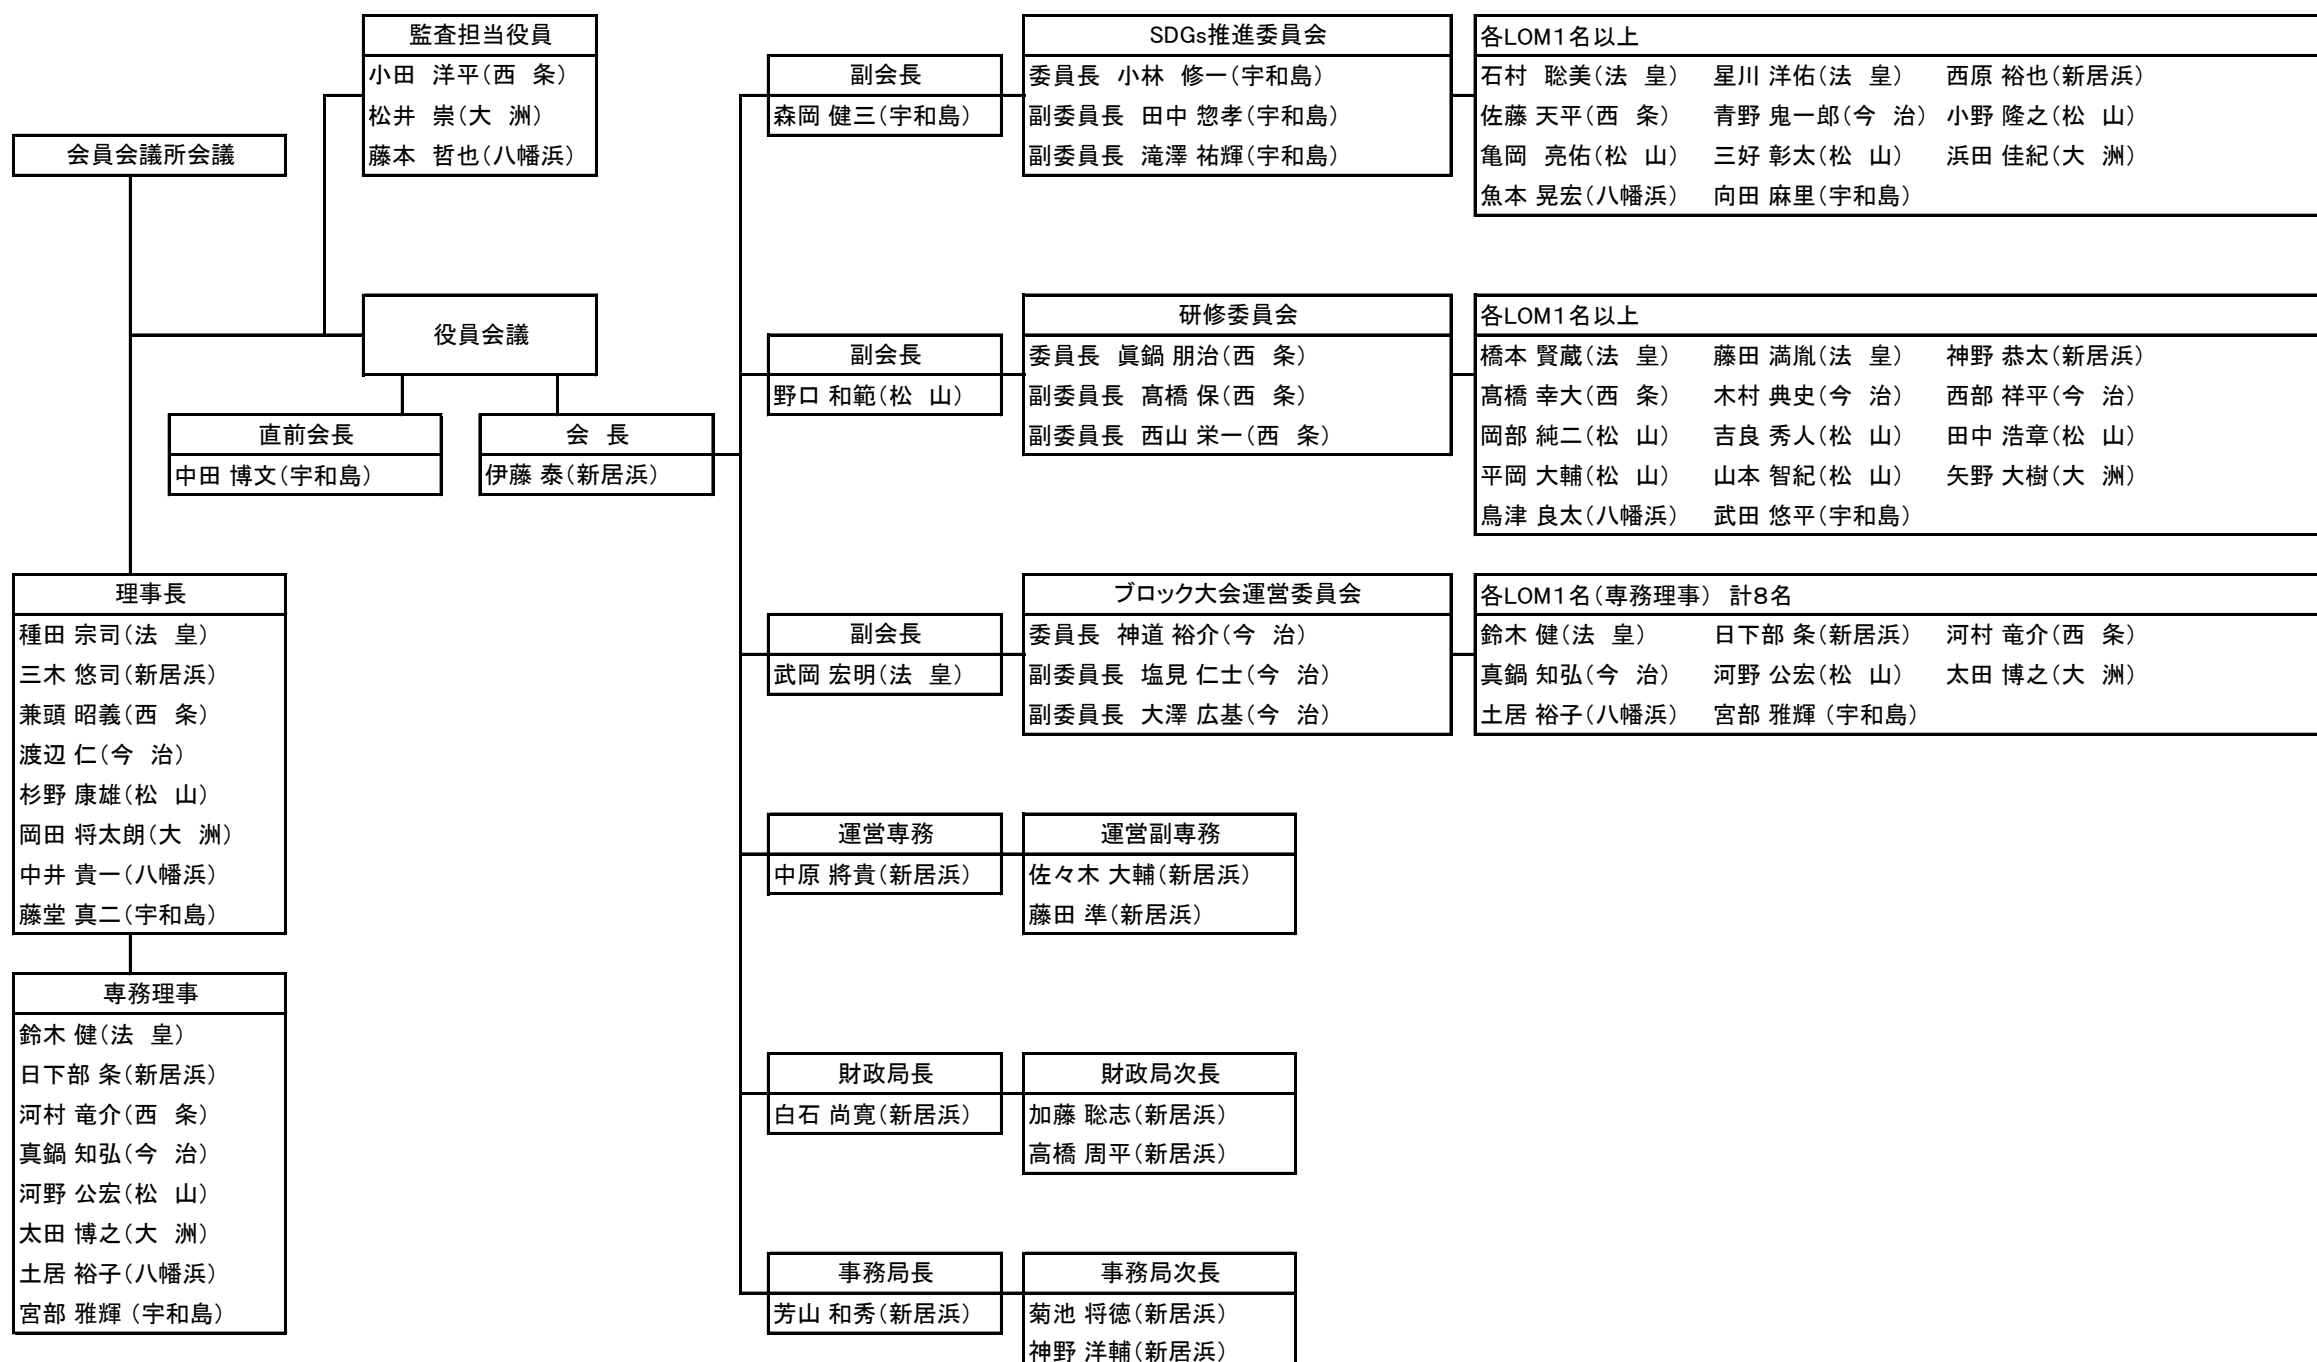 監査担当役員
小田　洋平(西　条)
松井　崇(大　洲)
藤本　哲也(八幡浜)
会員会議所会議
役員会議
直前会長
中田 博文(宇和島)
会　長
伊藤 泰(新居浜)
理事長
種田 宗司(法　皇)
三木 悠司(新居浜)
兼頭 昭義(西　条)
渡辺 仁(今　治)
杉野 康雄(松　山)
岡田 将太朗(大　洲)
中井 貴一(八幡浜)
藤堂 真二(宇和島)
専務理事
鈴木 健(法　皇)
日下部 条(新居浜)
河村 竜介(西　条)
真鍋 知弘(今　治)
河野 公宏(松　山)
太田 博之(大　洲)
土居 裕子(八幡浜)
宮部 雅輝 (宇和島)
副会長
森岡 健三(宇和島)
SDGs推進委員会
委員長 小林 修一(宇和島)
副委員長 田中 惣孝(宇和島)
副委員長 滝澤 祐輝(宇和島)
各LOM1名以上
石村　聡美(法　皇)　星川 洋佑(法　皇)　西原 裕也(新居浜)
佐藤 天平(西　条)　青野 鬼一郎(今　治)　小野 隆之(松　山)
亀岡　亮佑(松　山)　三好 彰太(松　山)　浜田 佳紀(大　洲)
魚本 晃宏(八幡浜)　向田 麻里(宇和島)
副会長
野口 和範(松　山)
研修委員会
委員長 眞鍋 朋治(西　条)
副委員長 髙橋 保(西　条)
副委員長 西山 栄一(西　条)
各LOM1名以上
橋本 賢蔵(法　皇)　藤田 満胤(法　皇)　神野 恭太(新居浜)
髙橋 幸大(西　条)　木村 典史(今　治)　西部 祥平(今　治)
岡部 純二(松　山)　吉良 秀人(松　山)　田中 浩章(松　山)
平岡 大輔(松　山)　山本 智紀(松　山)　矢野 大樹(大　洲)
鳥津 良太(八幡浜)　武田 悠平(宇和島)
副会長
武岡 宏明(法　皇)
ブロック大会運営委員会
委員長 神道 裕介(今　治)
副委員長 塩見 仁士(今　治)
副委員長 大澤 広基(今　治)
各LOM1名(専務理事)　計8名
鈴木 健(法　皇)　日下部 条(新居浜)　河村 竜介(西　条)
真鍋 知弘(今　治)　河野 公宏(松　山)　太田 博之(大　洲)
土居 裕子(八幡浜)　宮部 雅輝 (宇和島)
運営専務
中原 將貴(新居浜)
運営副専務
佐々木 大輔(新居浜)
藤田 準(新居浜)
財政局長
白石 尚寛(新居浜)
財政局次長
加藤 聡志(新居浜)
高橋 周平(新居浜)
事務局長
芳山 和秀(新居浜)
事務局次長
菊池 将徳(新居浜)
神野 洋輔(新居浜)